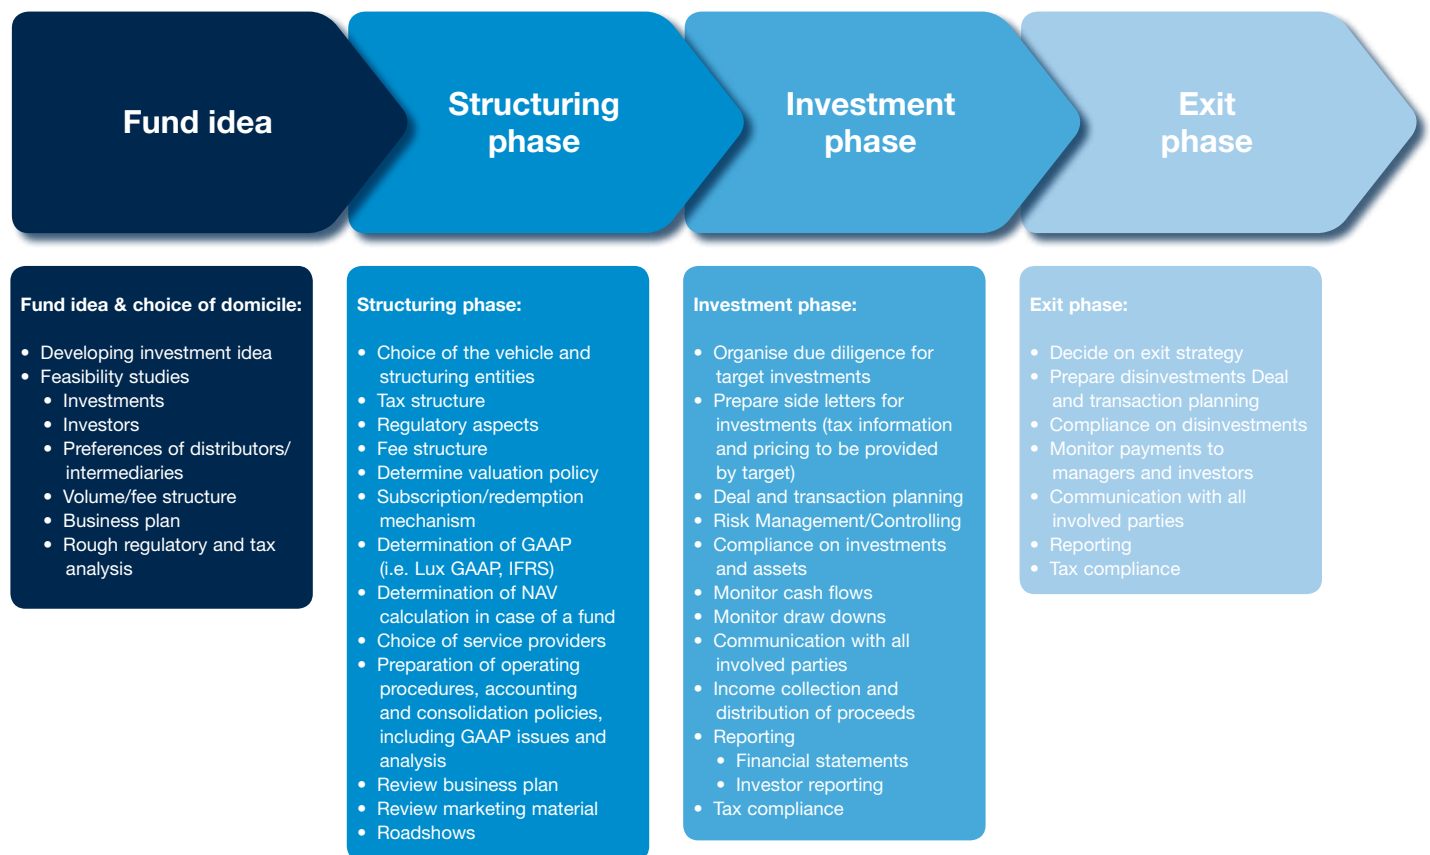 Fund idea
Structuring
phase
Investment
phase
Exit
phase
Fund idea & choice of domicile:
• Developing investment idea
• Feasibility studies
• Investments
• Investors
• Preferences of distributors/
intermediaries
• Volume/fee structure
• Business plan
• Rough regulatory and tax
analysis
Structuring phase:
• Choice of the vehicle and
structuring entities
• Tax structure
• Regulatory aspects
• Fee structure
• Determine valuation policy
• Subscription/redemption
mechanism
• Determination of GAAP
(i.e. Lux GAAP, IFRS)
• Determination of NAV
calculation in case of a fund
• Choice of service providers
• Preparation of operating
procedures, accounting
and consolidation policies,
including GAAP issues and
analysis
• Review business plan
• Review marketing material
• Roadshows
Investment phase:
• Organise due diligence for
target investments
• Prepare side letters for
investments (tax information
and pricing to be provided
by target)
• Deal and transaction planning
• Risk Management/Controlling
• Compliance on investments
and assets
• Monitor cash flows
• Monitor draw downs
• Communication with all
involved parties
• Income collection and
distribution of proceeds
• Reporting
• Financial statements
• Investor reporting
• Tax compliance
Exit phase:
• Decide on exit strategy
• Prepare disinvestments Deal
and transaction planning
• Compliance on disinvestments
• Monitor payments to
managers and investors
• Communication with all
involved parties
• Reporting
• Tax compliance